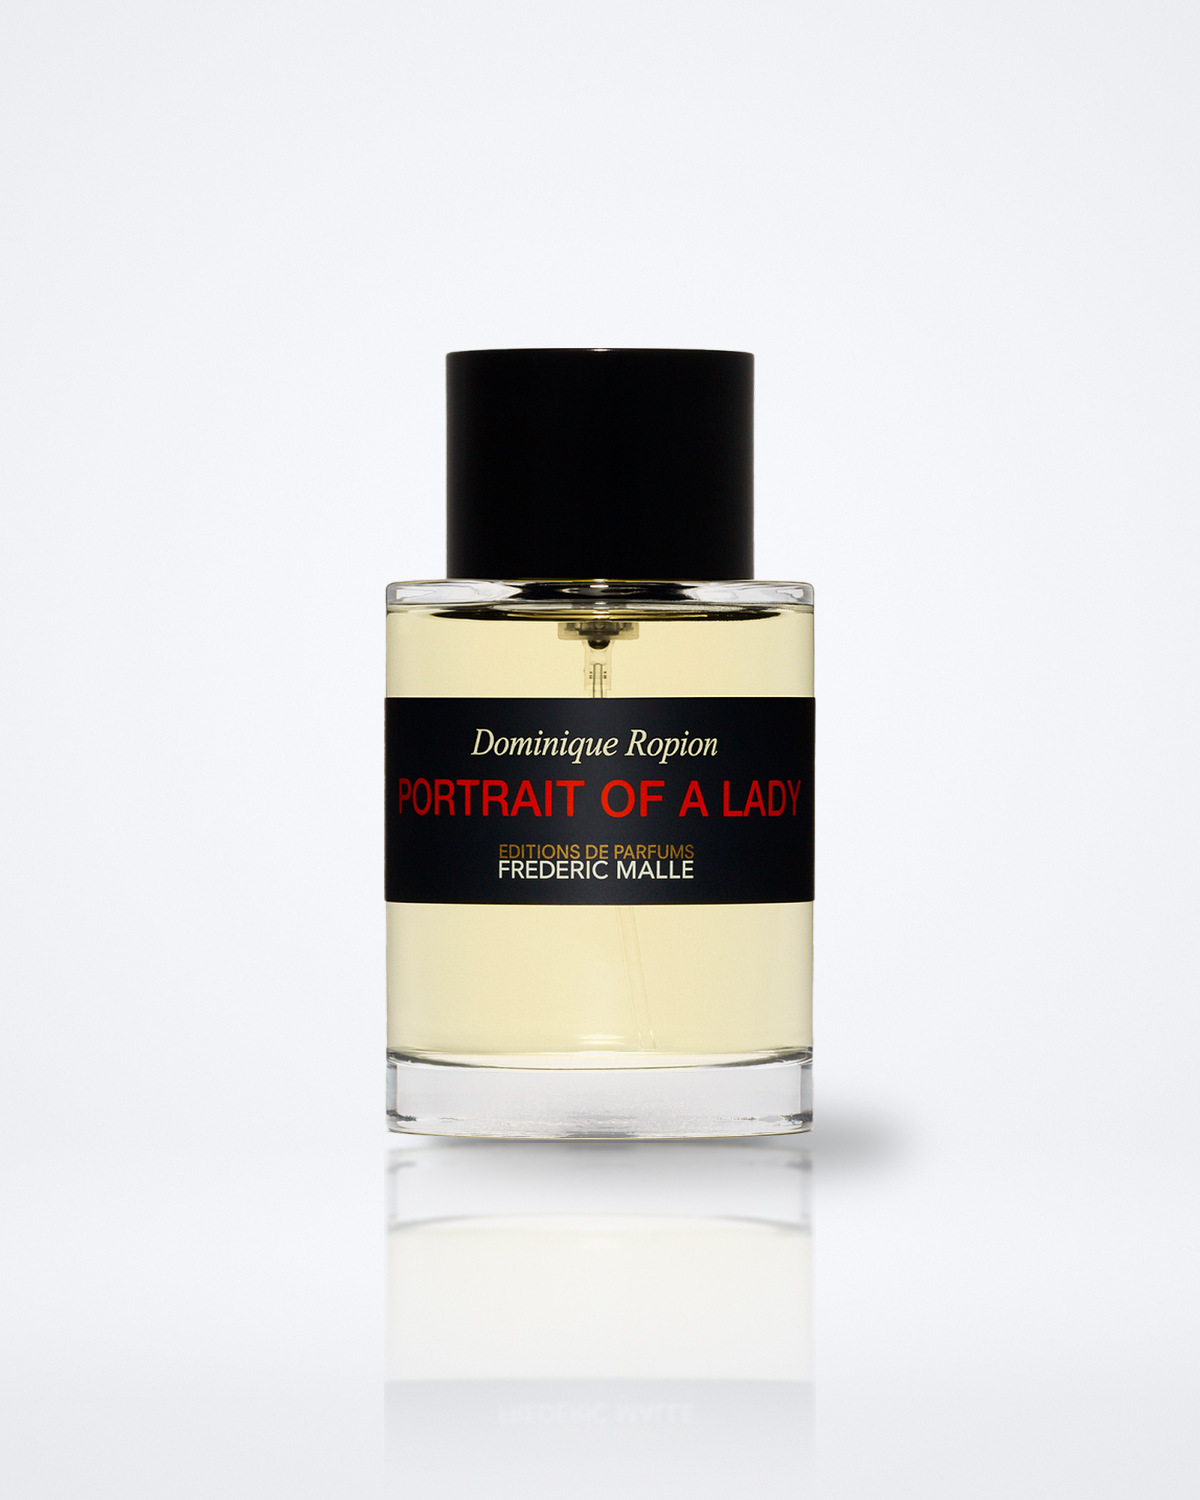 Dominique Ropion
PORTRAIT OF A LADY
EDITIONS DE PARFUMS
FREDERIC MALLE